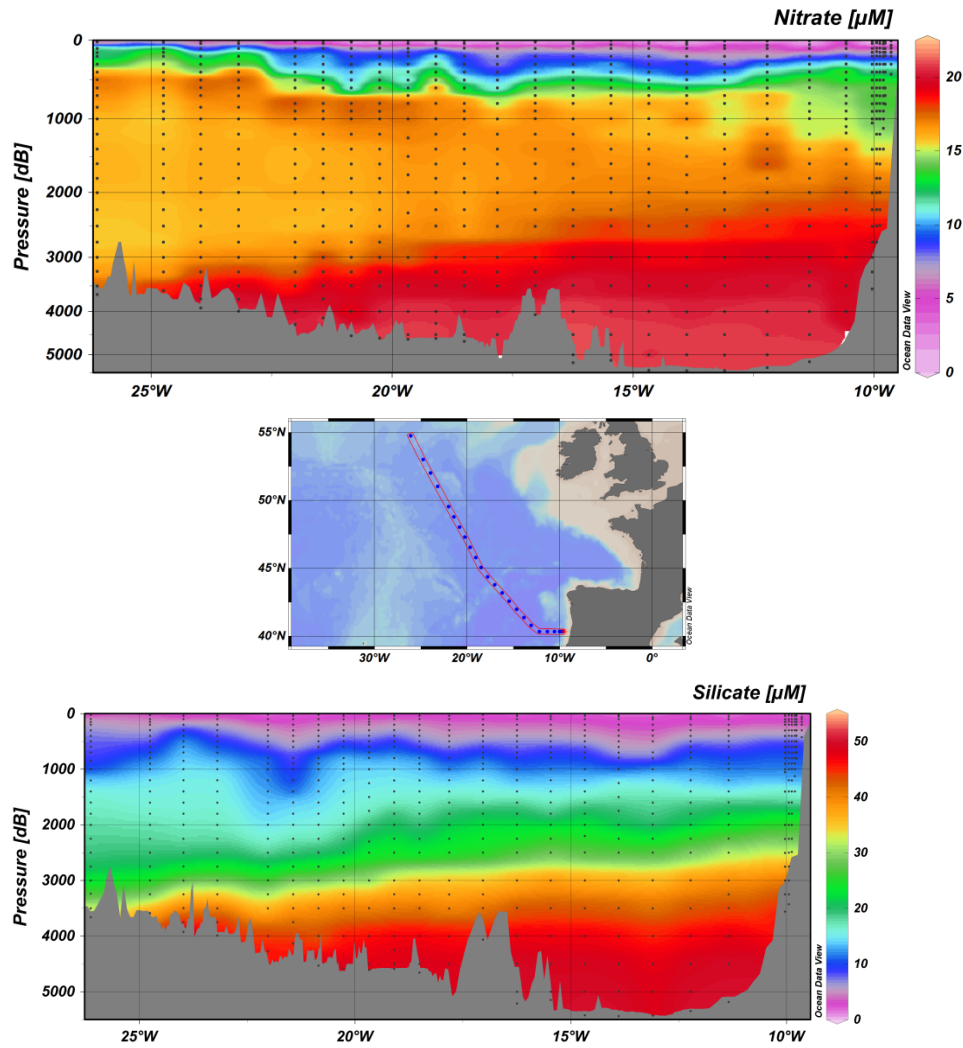 Nitrate [µM]
0
1000
2000
3000
4000
5000
Pressure [dB]
25°W 20°W 15°W 10°W
20
15
10
5
0
Ocean Data View
55°N
50°N
45°N
40°N
30°W 20°W 10°W 0°
Ocean Data View
Silicate [µM]
0
1000
2000
3000
4000
5000
Pressure [dB]
25°W 20°W 15°W 10°W
50
40
30
20
10
0
Ocean Data View